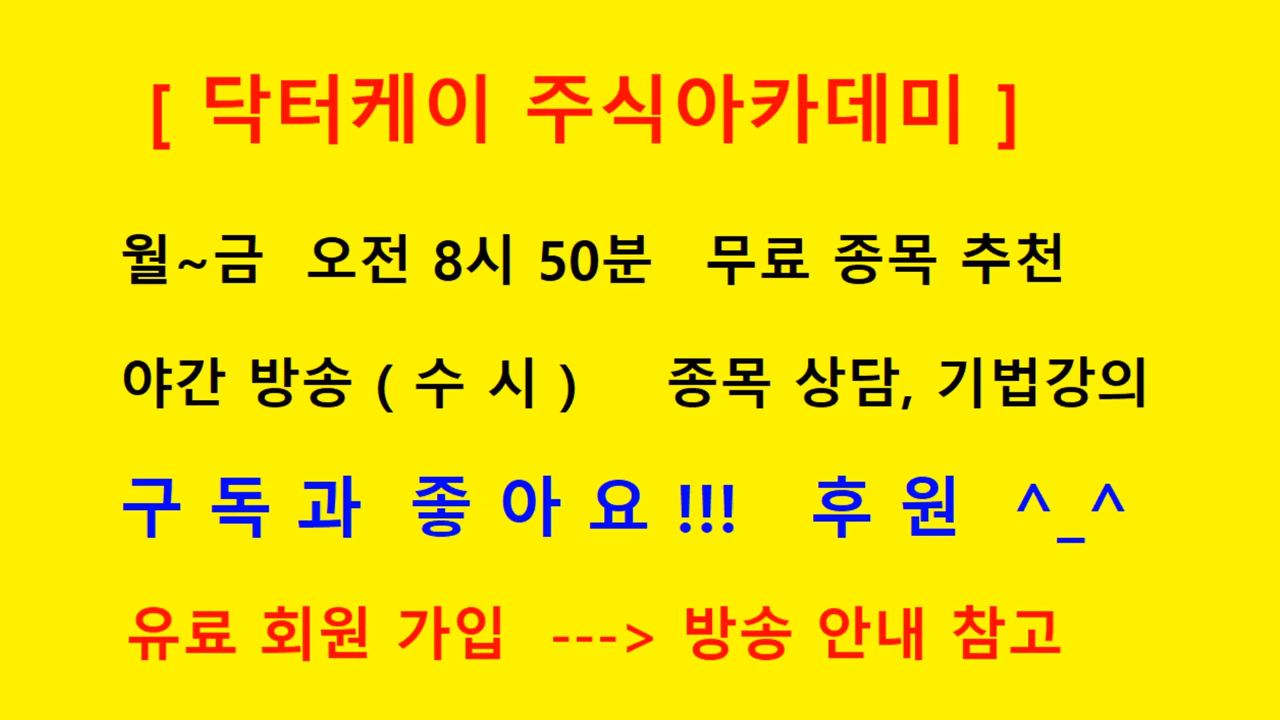 [ 닥터케이 주식아카데미 ]
월~금 오전 8시 50분 무료 종목 추천
야간 방송 ( 수 시 ) 종목 상담, 기법강의
구 독 과 좋 아 요 !!! 후 원 ^_^
유료 회원 가입 ---> 방송 안내 참고